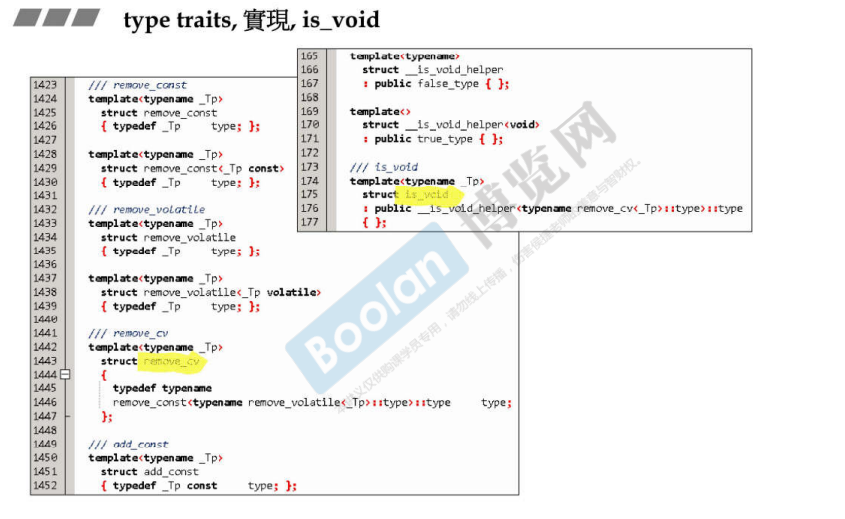 type traits, 實現, is_void
1423 /// remove_const
1424 template<typename _Tp>
1425 struct remove_const
1426 { typedef _Tp type; };
1427
1428 template<typename _Tp>
1429 struct remove_const<_Tp const>
1430 { typedef _Tp type; };
1431
1432 /// remove_volatile
1433 template<typename _Tp>
1434 struct remove_volatile
1435 { typedef _Tp type; };
1436
1437 template<typename _Tp>
1438 struct remove_volatile<_Tp volatile>
1439 { typedef _Tp type; };
1440
1441 /// remove_cv
1442 template<typename _Tp>
1443 struct remove_cv
1444 {
1445 typedef typename
1446 remove_const<typename remove_volatile<_Tp>::type>::type type;
1447 };
1448
1449 /// add_const
1450 template<typename _Tp>
1451 struct add_const
1452 { typedef _Tp const type; };
165 template<typename>
166 struct __is_void_helper
167 : public false_type { };
168
169 template<>
170 struct __is_void_helper<void>
171 : public true_type { };
172
173 /// is_void
174 template<typename _Tp>
175 struct is_void
176 : public __is_void_helper<typename remove_cv<_Tp>::type>::type
177 { };
Boolan 博览网